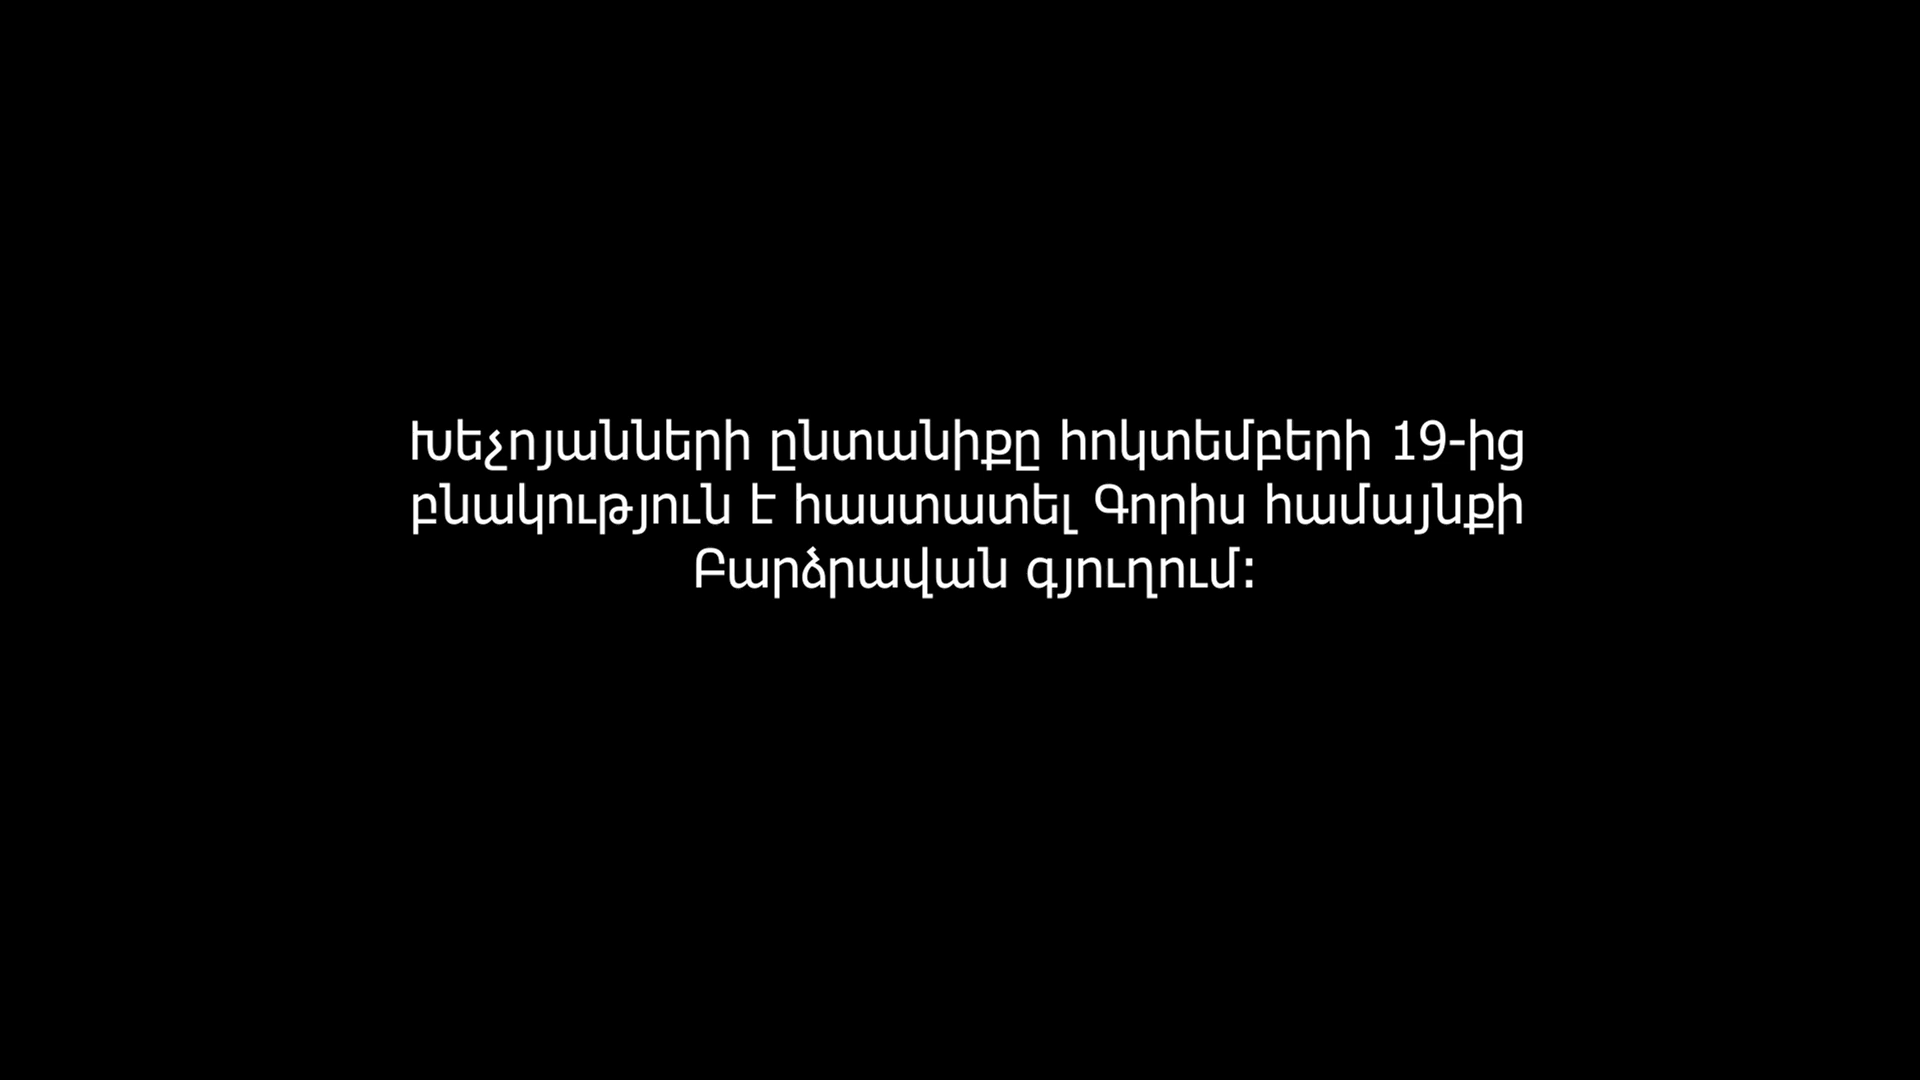 Խեչոյանների ընտանիքը հոկտեմբերի 19-ից
բնակություն է հաստատել Գորիս համայնքի
Բարձրավան գյուղում: